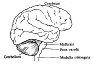 Cerebrum
Midbrain
Pons varolii
Cerebellum
Medulla oblongata